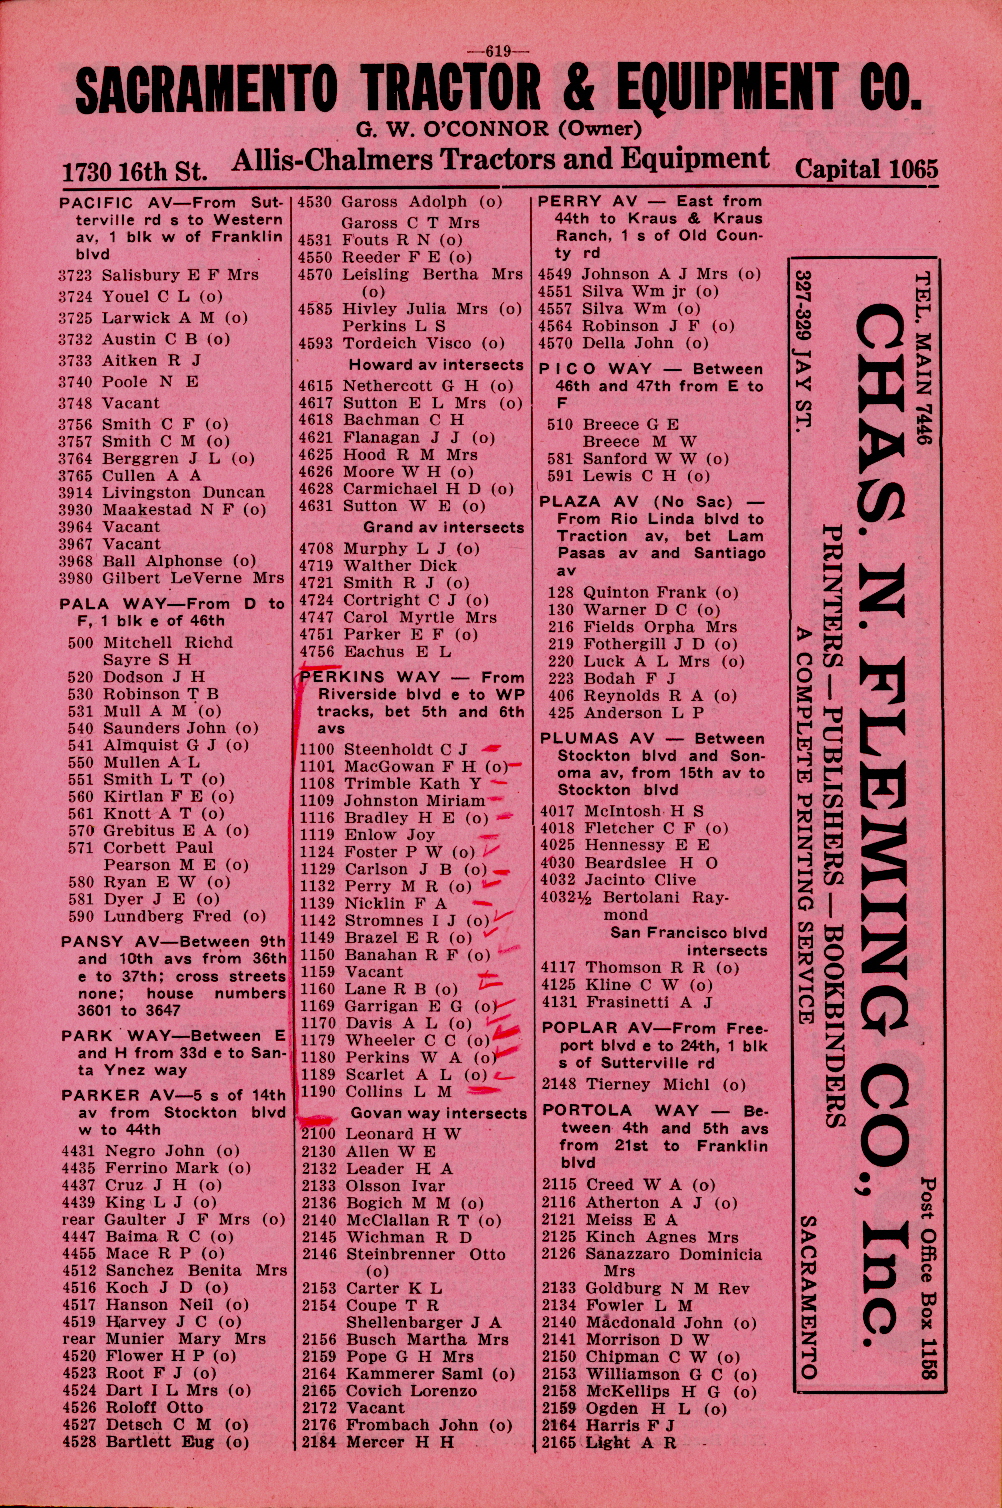 —619—
SACRAMENTO TRACTOR & EQUIPMENT CO.
G. W. O'CONNOR (Owner)
1730 16th St. Allis-Chalmers Tractors and Equipment Capital 1065
PACIFIC AV—From Sut-
terville rd s to Western
av, 1 blk w of Franklin
blvd
3723 Salisbury E F Mrs
3724 Youel C L (o)
3725 Larwick A M (o)
3732 Austin C B (o)
3733 Aitken R J
3740 Poole N E
3748 Vacant
3756 Smith C F (o)
3757 Smith C M (o)
3764 Berggren J L (o)
3765 Cullen A A
3914 Livingston Duncan
3930 Maakestad N F (o)
3964 Vacant
3967 Vacant
3968 Ball Alphonse (o)
3980 Gilbert LeVerne Mrs
PALA WAY—From D to
F, 1 blk e of 46th
500 Mitchell Richd
Sayre S H
520 Dodson J H
530 Robinson T B
531 Mull A M (o)
540 Saunders John (o)
541 Almquist G J (o)
550 Mullen A L
551 Smith L T (o)
560 Kirtlan F E (o)
561 Knott A T (o)
570 Grebitus E A (o)
571 Corbett Paul
Pearson M E (o)
580 Ryan E W (o)
581 Dyer J E (o)
590 Lundberg Fred (o)
PANSY AV—Between 9th
and 10th avs from 36th
e to 37th; cross streets
none; house numbers
3601 to 3647
PARK WAY—Between E
and H from 33d e to San-
ta Ynez way
PARKER AV—5 s of 14th
av from Stockton blvd
w to 44th
4431 Negro John (o)
4435 Ferrino Mark (o)
4437 Cruz J H (o)
4439 King L J (o)
rear Gaulter J F Mrs (o)
4447 Baima R C (o)
4455 Mace R P (o)
4512 Sanchez Benita Mrs
4516 Koch J D (o)
4517 Hanson Neil (o)
4519 Harvey J C (o)
rear Munier Mary Mrs
4520 Flower H P (o)
4523 Root F J (o)
4524 Dart I L Mrs (o)
4526 Roloff Otto
4527 Detsch C M (o)
4528 Bartlett Eug (o)
4530 Gaross Adolph (o)
Gaross C T Mrs
4531 Fouts R N (o)
4550 Reeder F E (o)
4570 Leisling Bertha Mrs
(o)
4585 Hivley Julia Mrs (o)
Perkins L S
4593 Tordeich Visco (o)
Howard av intersects
4615 Nethercott G H (o)
4617 Sutton E L Mrs (o)
4618 Bachman C H
4621 Flanagan J J (o)
4625 Hood R M Mrs
4626 Moore W H (o)
4628 Carmichael H D (o)
4631 Sutton W E (o)
Grand av intersects
4708 Murphy L J (o)
4719 Walther Dick
4721 Smith R J (o)
4724 Cortright C J (o)
4747 Carol Myrtle Mrs
4751 Parker E F (o)
4756 Eachus E L
PERKINS WAY — From
Riverside blvd e to WP
tracks, bet 5th and 6th
avs
1100 Steenholdt C J
1101 MacGowan F H (o)
1108 Trimble Kath Y
1109 Johnston Miriam
1116 Bradley H E (o)
1119 Enlow Joy
1124 Foster P W (o)
1129 Carlson J B (o)
1132 Perry M R (o)
1139 Nicklin F A
1142 Stromnes I J (o)
1149 Brazel E R (o)
1150 Banahan R F (o)
1159 Vacant
1160 Lane R B (o)
1169 Garrigan E G (o)
1170 Davis A L (o)
1179 Wheeler C C (o)
1180 Perkins W A (o)
1189 Scarlet A L (o)
1190 Collins L M
Govan way intersects
2100 Leonard H W
2130 Allen W E
2132 Leader H A
2133 Olsson Ivar
2136 Bogich M M (o)
2140 McClallan R T (o)
2145 Wichman R D
2146 Steinbrenner Otto
(o)
2153 Carter K L
2154 Coupe T R
Shellenbarger J A
2156 Busch Martha Mrs
2159 Pope G H Mrs
2164 Kammerer Saml (o)
2165 Covich Lorenzo
2172 Vacant
2176 Frombach John (o)
2184 Mercer H H
PERRY AV — East from
44th to Kraus & Kraus
Ranch, 1 s of Old Coun-
ty rd
4549 Johnson A J Mrs (o)
4551 Silva Wm jr (o)
4557 Silva Wm (o)
4564 Robinson J F (o)
4570 Della John (o)
PICO WAY — Between
46th and 47th from E to
F
510 Breece G E
Breece M W
581 Sanford W W (o)
591 Lewis C H (o)
PLAZA AV (No Sac) —
From Rio Linda blvd to
Traction av, bet Lam
Pasas av and Santiago
av
128 Quinton Frank (o)
130 Warner D C (o)
216 Fields Orpha Mrs
219 Fothergill J D (o)
220 Luck A L Mrs (o)
223 Bodah F J
406 Reynolds R A (o)
425 Anderson L P
PLUMAS AV — Between
Stockton blvd and Son-
oma av, from 15th av to
Stockton blvd
4017 McIntosh H S
4018 Fletcher C F (o)
4025 Hennessy E E
4030 Beardslee H O
4032 Jacinto Clive
4032½ Bertolani Ray-
mond
San Francisco blvd
intersects
4117 Thomson R R (o)
4125 Kline C W (o)
4131 Frasinetti A J
POPLAR AV—From Free-
port blvd e to 24th, 1 blk
s of Sutterville rd
2148 Tierney Michl (o)
PORTOLA WAY — Be-
tween 4th and 5th avs
from 21st to Franklin
blvd
2115 Creed W A (o)
2116 Atherton A J (o)
2121 Meiss E A
2125 Kinch Agnes Mrs
2126 Sanazzaro Dominicia
Mrs
2133 Goldburg N M Rev
2134 Fowler L M
2140 Macdonald John (o)
2141 Morrison D W
2150 Chipman C W (o)
2153 Williamson G C (o)
2158 McKellips H G (o)
2159 Ogden H L (o)
2164 Harris F J
2165 Light A R
TEL. MAIN 7446 Post Office Box 1158
CHAS. N. FLEMING CO., Inc.
PRINTERS — PUBLISHERS — BOOKBINDERS
A COMPLETE PRINTING SERVICE
327-329 JAY ST. SACRAMENTO